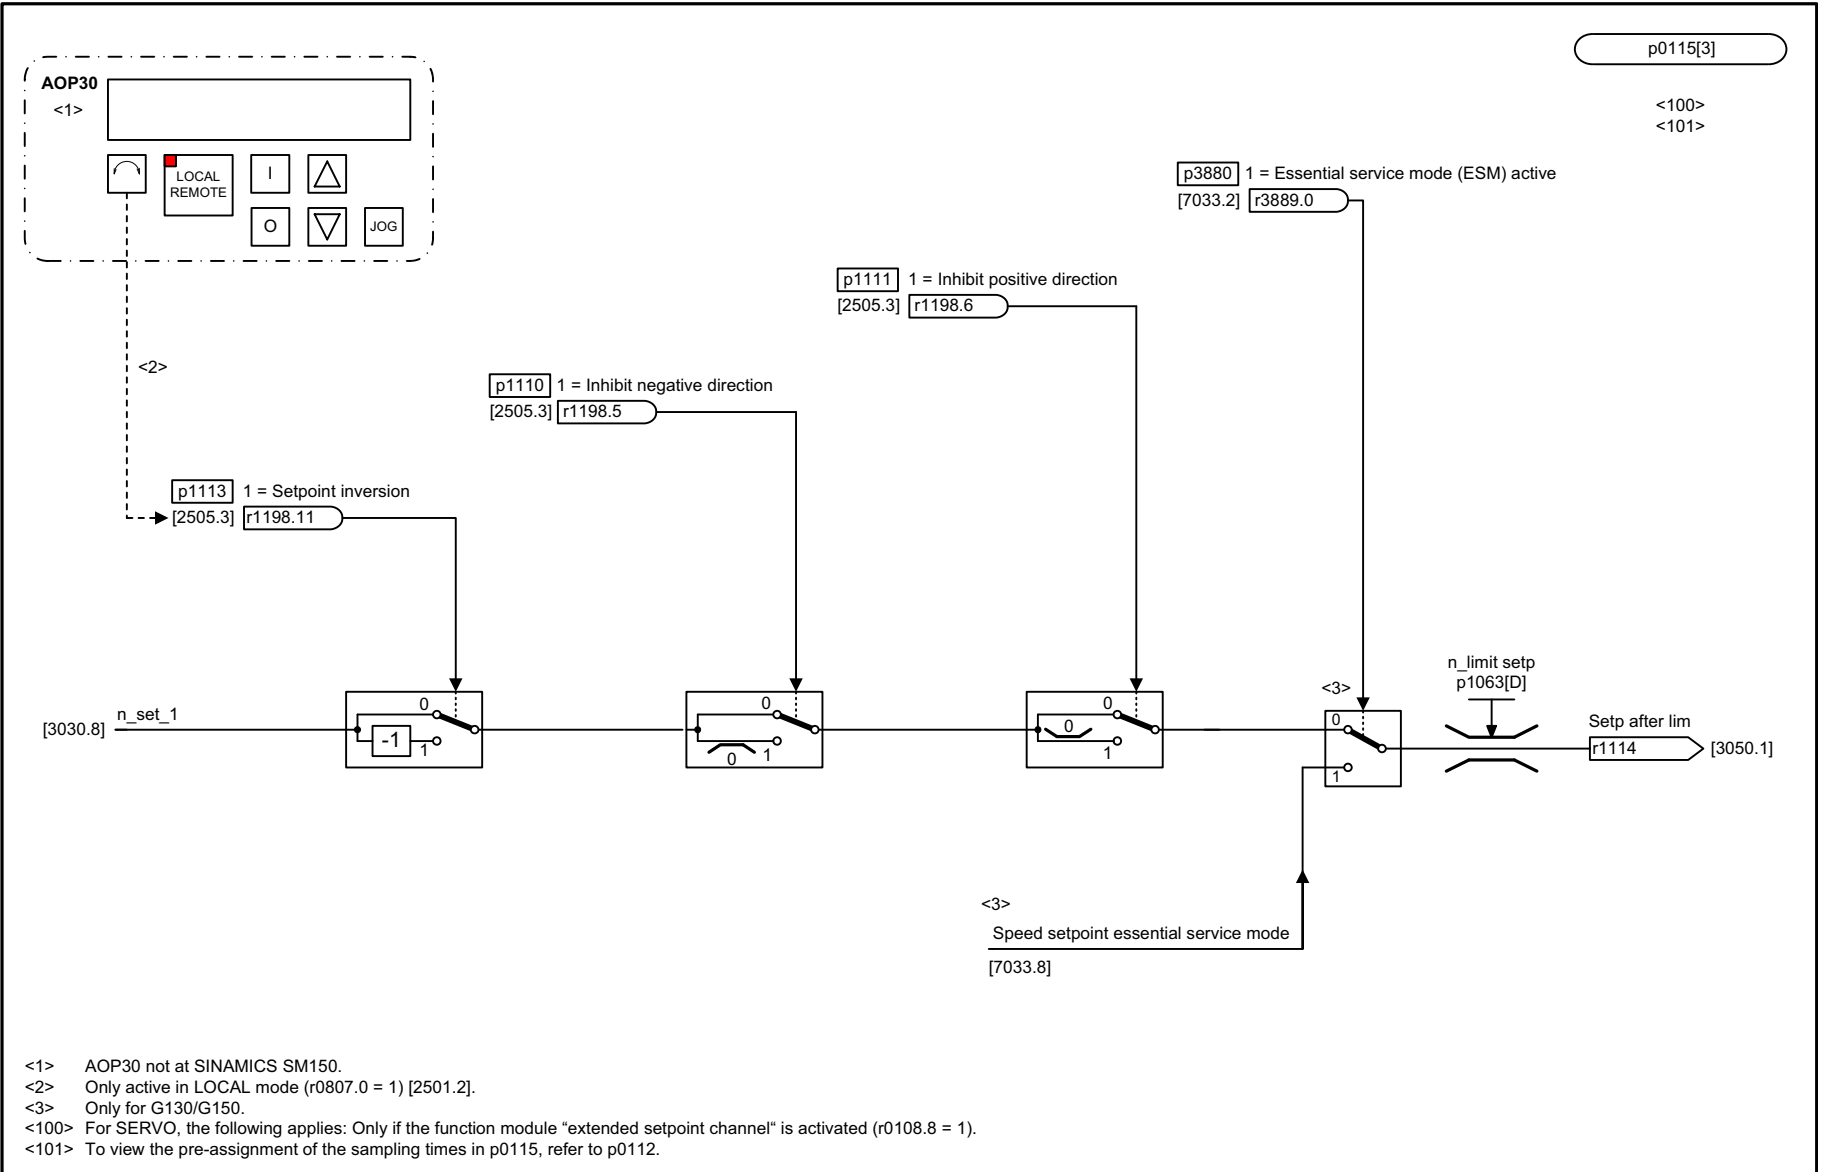 p0115[3]
AOP30
<1>
<100>
<101>
LOCAL
REMOTE
I
O
JOG
p3880 1 = Essential service mode (ESM) active
[7033.2] r3889.0
p1111 1 = Inhibit positive direction
[2505.3] r1198.6
<2>
p1110 1 = Inhibit negative direction
[2505.3] r1198.5
p1113 1 = Setpoint inversion
[2505.3] r1198.11
n_limit setp
p1063[D]
<3>
[3030.8] n_set_1
0
-1
1
0
0
1
0
0
1
0
1
Setp after lim
r1114 [3050.1]
<3>
Speed setpoint essential service mode
[7033.8]
<1> AOP30 not at SINAMICS SM150.
<2> Only active in LOCAL mode (r0807.0 = 1) [2501.2].
<3> Only for G130/G150.
<100> For SERVO, the following applies: Only if the function module “extended setpoint channel“ is activated (r0108.8 = 1).
<101> To view the pre-assignment of the sampling times in p0115, refer to p0112.